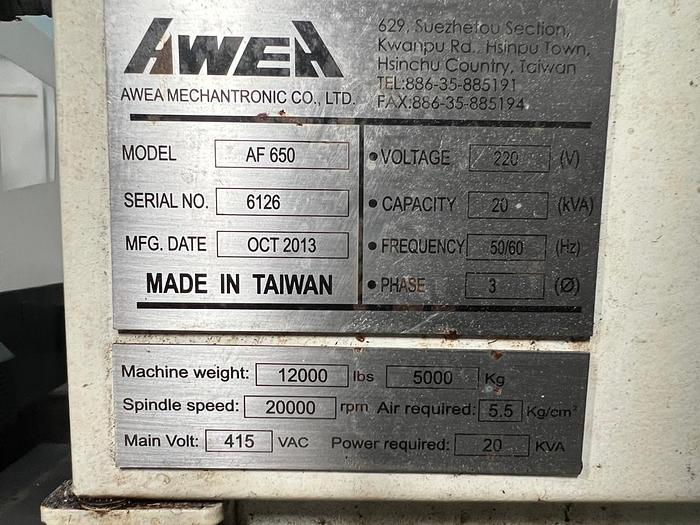 AWEA
AWEA MECHANTRONIC CO., LTD.
629, Suezhetou Section,
Kwanpu Rd., Hsinpu Town,
Hsinchu Country, Taiwan
TEL:886-35-885191
FAX:886-35-885194
MODEL AF 650
SERIAL NO. 6126
MFG. DATE OCT 2013
MADE IN TAIWAN
• VOLTAGE 220 (V)
• CAPACITY 20 (kVA)
• FREQUENCY 50/60 (Hz)
• PHASE 3 (Ø)
Machine weight: 12000 lbs 5000 Kg
Spindle speed: 20000 rpm Air required: 5.5 Kg/cm²
Main Volt: 415 VAC Power required: 20 KVA